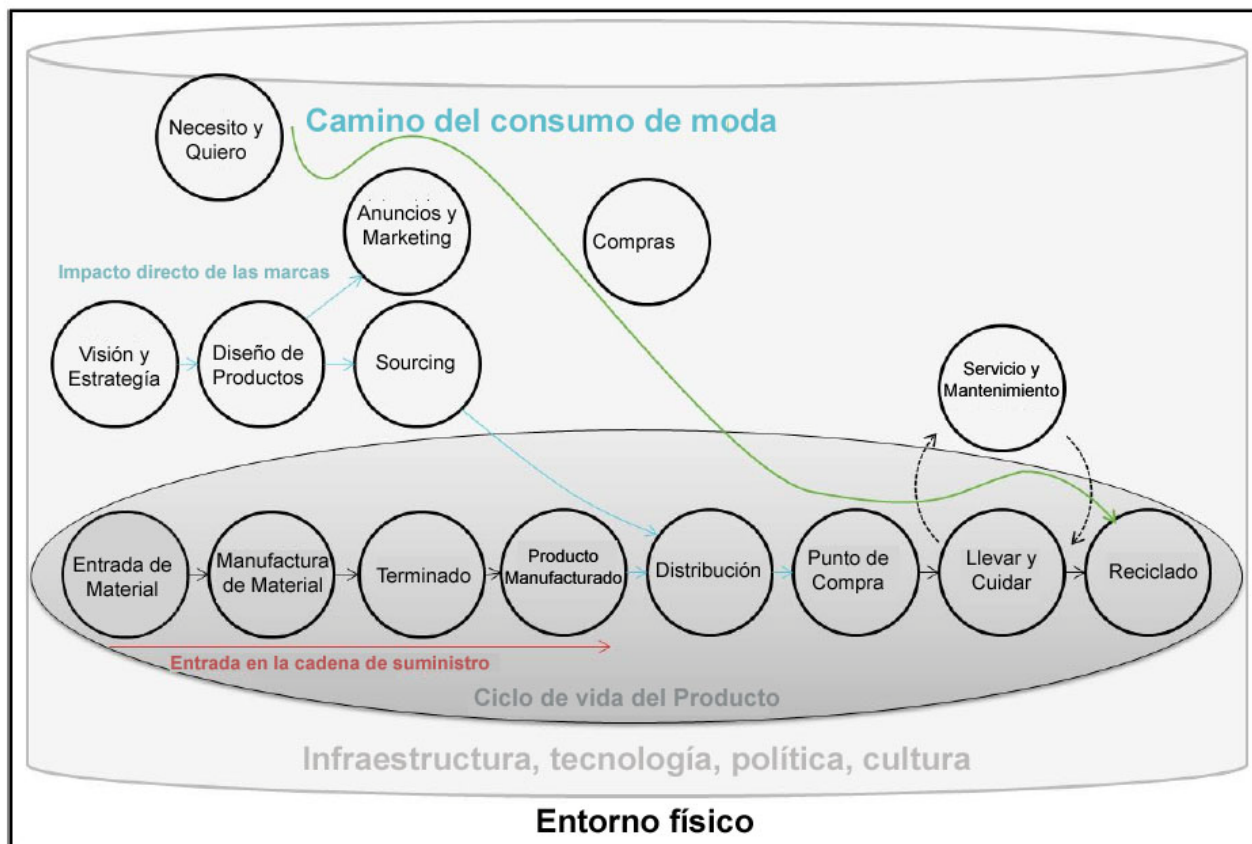 Necesito y
Quiero
Camino del consumo de moda
Anuncios y
Marketing
Compras
Impacto directo de las marcas
Visión y
Estrategía
Diseño de
Productos
Sourcing
Servicio y
Mantenimiento
Entrada de
Material
Manufactura
de Material
Terminado
Producto
Manufacturado
Distribución
Punto de
Compra
Llevar y
Cuidar
Reciclado
Entrada en la cadena de suministro
Ciclo de vida del Producto
Infraestructura, tecnología, política, cultura
Entorno físico